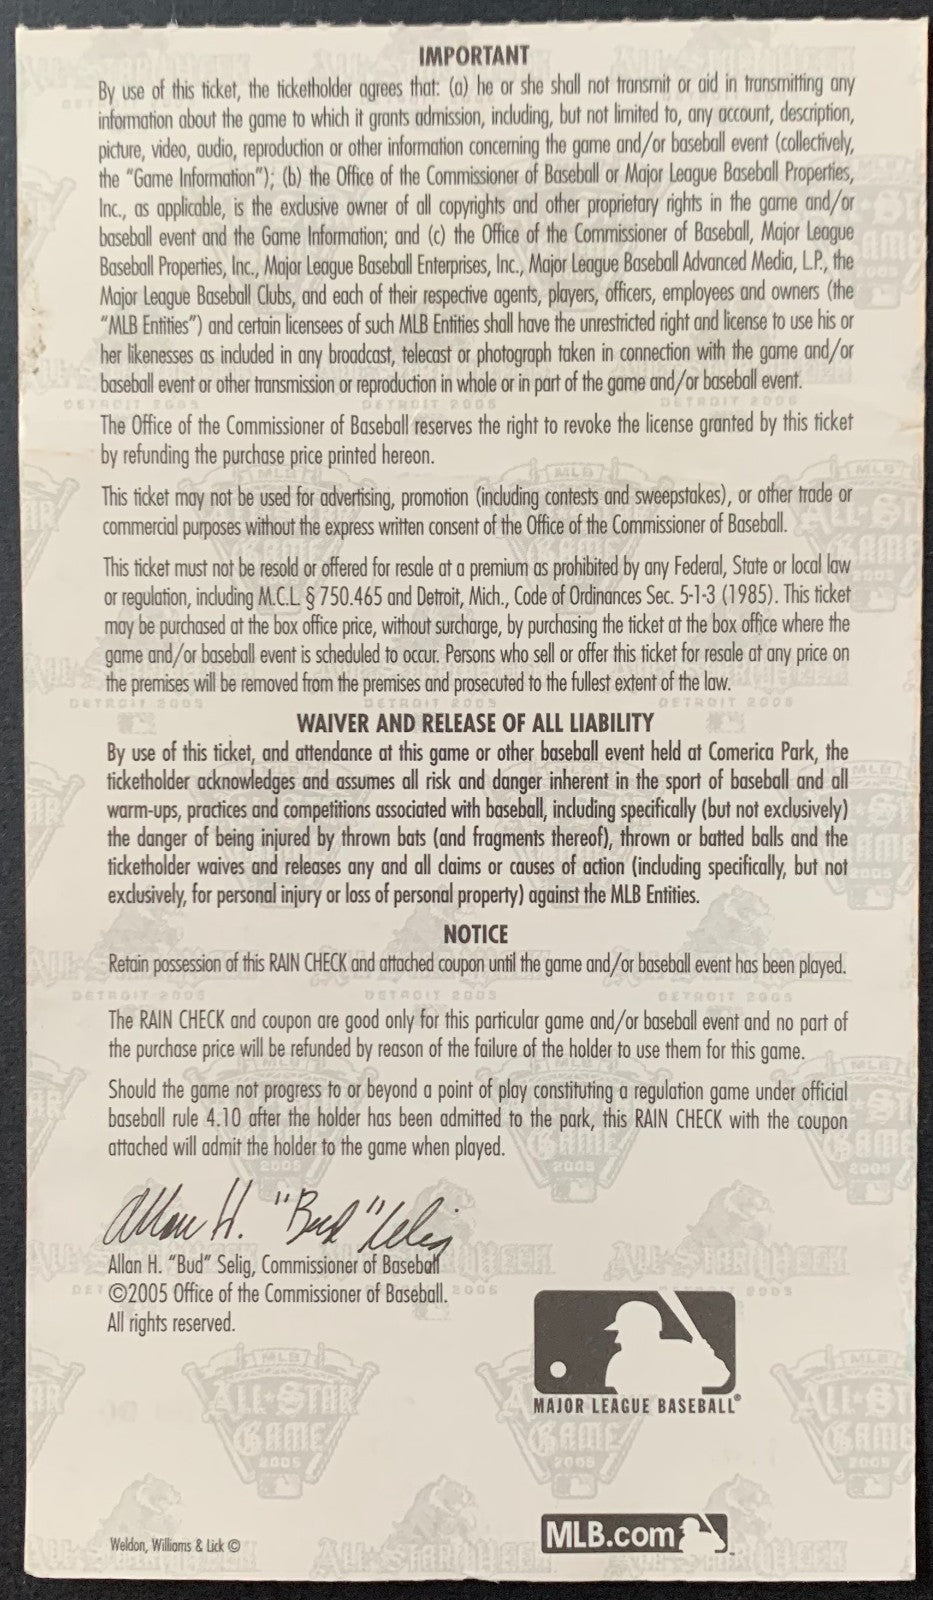 IMPORTANT
By use of this ticket, the ticketholder agrees that: (a) he or she shall not transmit or aid in transmitting any
information about the game to which it grants admission, including, but not limited to, any account, description,
picture, video, audio, reproduction or other information concerning the game and/or baseball event (collectively,
the “Game Information”); (b) the Office of the Commissioner of Baseball or Major League Baseball Properties,
Inc., as applicable, is the exclusive owner of all copyrights and other proprietary rights in the game and/or
baseball event and the Game Information; and (c) the Office of the Commissioner of Baseball, Major League
Baseball Properties, Inc., Major League Baseball Enterprises, Inc., Major League Baseball Advanced Media, L.P., the
Major League Baseball Clubs, and each of their respective agents, players, officers, employees and owners (the
“MLB Entities”) and certain licensees of such MLB Entities shall have the unrestricted right and license to use his or
her likenesses as included in any broadcast, telecast or photograph taken in connection with the game and/or
baseball event or other transmission or reproduction in whole or in part of the game and/or baseball event.
The Office of the Commissioner of Baseball reserves the right to revoke the license granted by this ticket
by refunding the purchase price printed hereon.
This ticket may not be used for advertising, promotion (including contests and sweepstakes), or other trade or
commercial purposes without the express written consent of the Office of the Commissioner of Baseball.
This ticket must not be resold or offered for resale at a premium as prohibited by any Federal, State or local law
or regulation, including M.C.L. § 750.465 and Detroit, Mich., Code of Ordinances Sec. 5-1-3 (1985). This ticket
may be purchased at the box office price, without surcharge, by purchasing the ticket at the box office where the
game and/or baseball event is scheduled to occur. Persons who sell or offer this ticket for resale at any price on
the premises will be removed from the premises and prosecuted to the fullest extent of the law.
WAIVER AND RELEASE OF ALL LIABILITY
By use of this ticket, and attendance at this game or other baseball event held at Comerica Park, the
ticketholder acknowledges and assumes all risk and danger inherent in the sport of baseball and all
warm-ups, practices and competitions associated with baseball, including specifically (but not exclusively)
the danger of being injured by thrown bats (and fragments thereof), thrown or batted balls and the
ticketholder waives and releases any and all claims or causes of action (including specifically, but not
exclusively, for personal injury or loss of personal property) against the MLB Entities.
NOTICE
Retain possession of this RAIN CHECK and attached coupon until the game and/or baseball event has been played.
The RAIN CHECK and coupon are good only for this particular game and/or baseball event and no part of
the purchase price will be refunded by reason of the failure of the holder to use them for this game.
Should the game not progress to or beyond a point of play constituting a regulation game under official
baseball rule 4.10 after the holder has been admitted to the park, this RAIN CHECK with the coupon
attached will admit the holder to the game when played.
Allan H. "Bud" Selig
Allan H. “Bud” Selig, Commissioner of Baseball
©2005 Office of the Commissioner of Baseball.
All rights reserved.
MAJOR LEAGUE BASEBALL®
MLB.com
Weldon, Williams & Lick ©